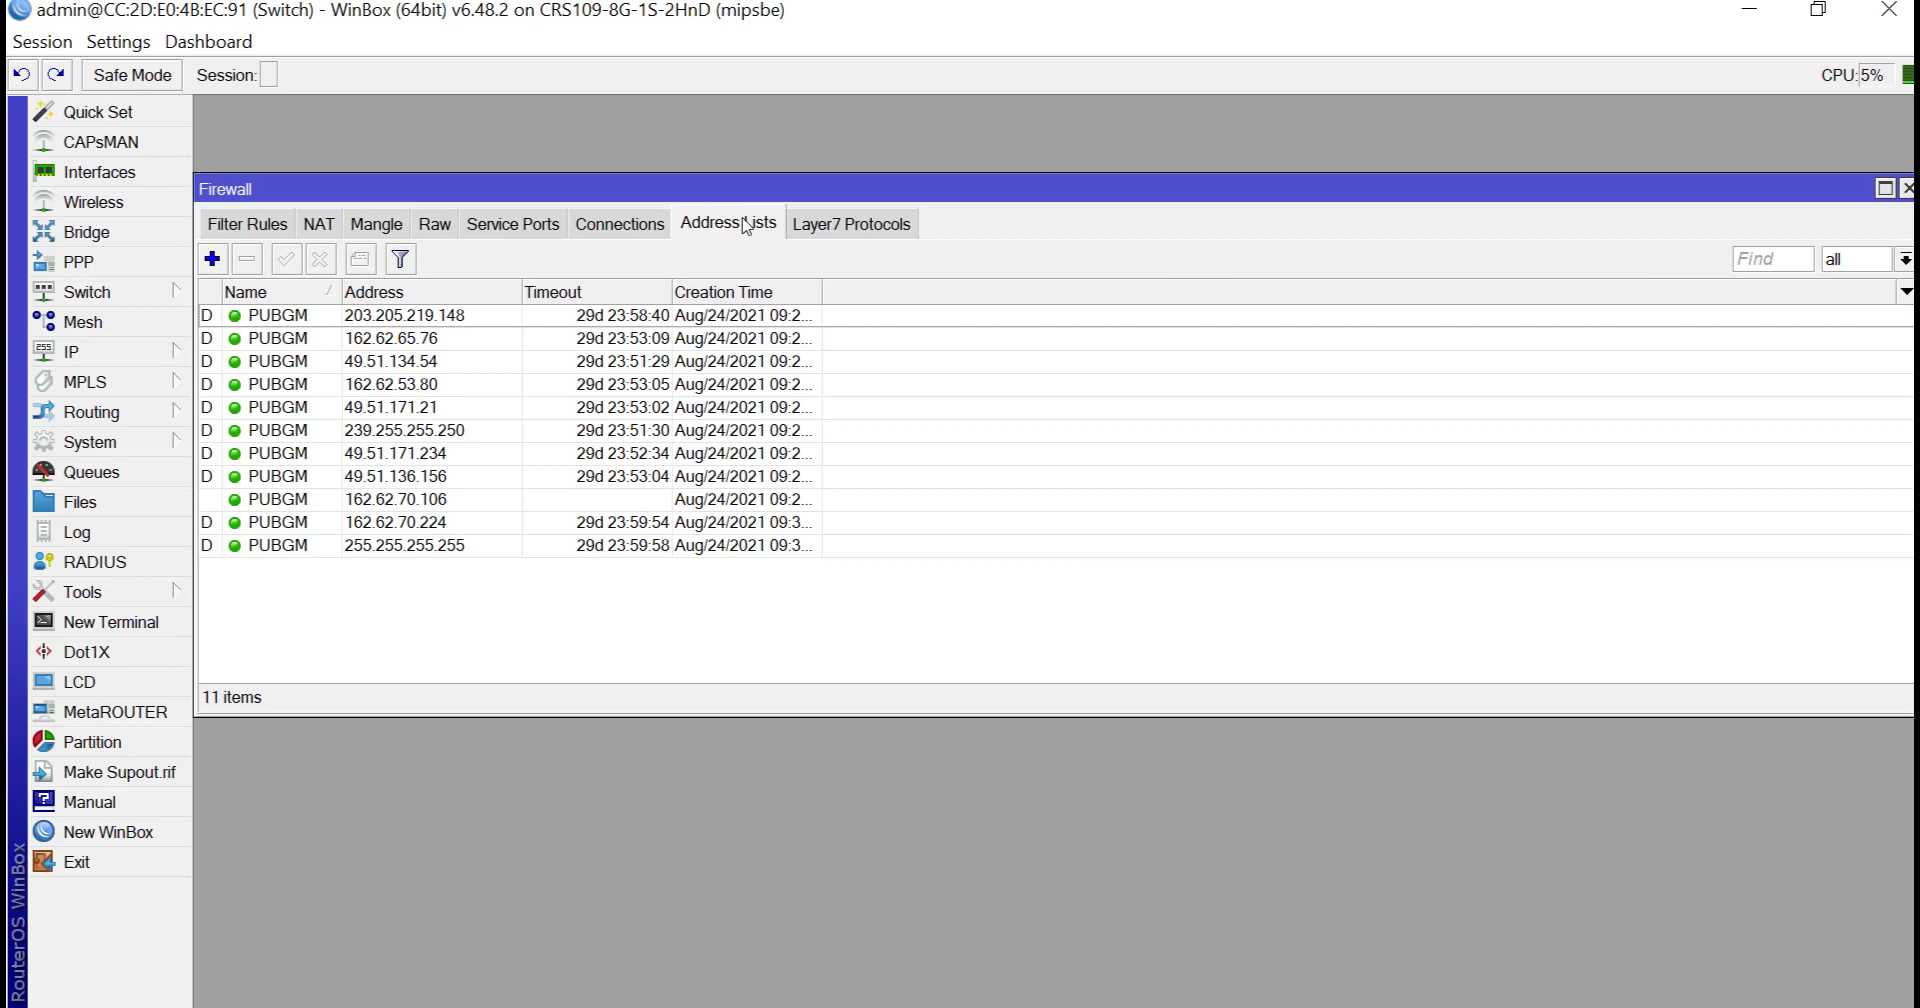 admin@CC:2D:E0:4B:EC:91 (Switch) - WinBox (64bit) v6.48.2 on CRS109-8G-1S-2HnD (mipsbe)
Session Settings Dashboard
Safe Mode Session: CPU: 5%
Quick Set
CAPsMAN
Interfaces
Wireless
Bridge
PPP
Switch
Mesh
255 IP
MPLS
Routing
System
Queues
Files
Log
RADIUS
Tools
New Terminal
Dot1X
LCD
MetaROUTER
Partition
Make Supout.rif
Manual
New WinBox
Exit
RouterOS WinBox
Firewall
Filter Rules NAT Mangle Raw Service Ports Connections Address Lists Layer7 Protocols
Find all
Name Address Timeout Creation Time
D PUBGM 203.205.219.148 29d 23:58:40 Aug/24/2021 09:2...
D PUBGM 162.62.65.76 29d 23:53:09 Aug/24/2021 09:2...
D PUBGM 49.51.134.54 29d 23:51:29 Aug/24/2021 09:2...
D PUBGM 162.62.53.80 29d 23:53:05 Aug/24/2021 09:2...
D PUBGM 49.51.171.21 29d 23:53:02 Aug/24/2021 09:2...
D PUBGM 239.255.255.250 29d 23:51:30 Aug/24/2021 09:2...
D PUBGM 49.51.171.234 29d 23:52:34 Aug/24/2021 09:2...
D PUBGM 49.51.136.156 29d 23:53:04 Aug/24/2021 09:2...
PUBGM 162.62.70.106 Aug/24/2021 09:2...
D PUBGM 162.62.70.224 29d 23:59:54 Aug/24/2021 09:3...
D PUBGM 255.255.255.255 29d 23:59:58 Aug/24/2021 09:3...
11 items